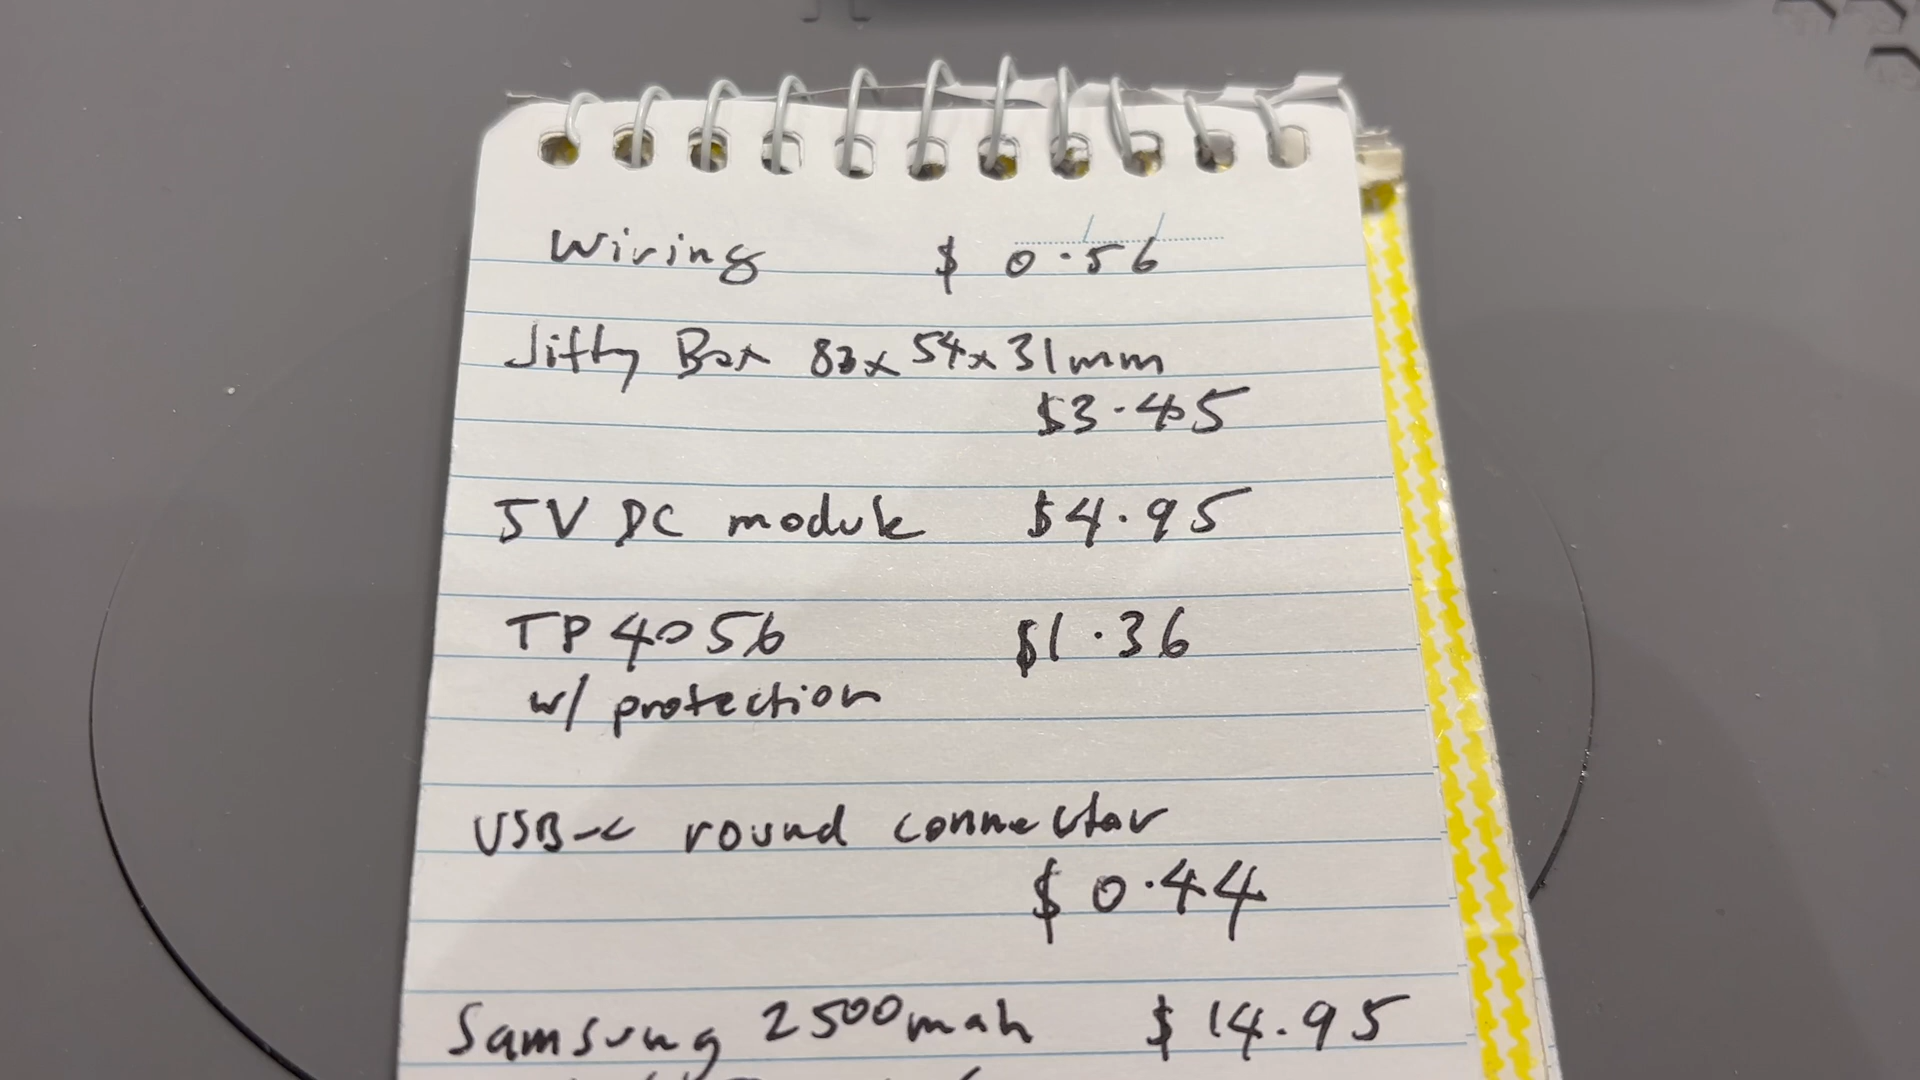 Wiring $ 0.56
Jiffy Box 83x54x31mm
$3.45
5V DC module $4.95
TP4056 $1.36
w/ protection
USB-C round connector
$0.44
Samsung 2500mah $14.95